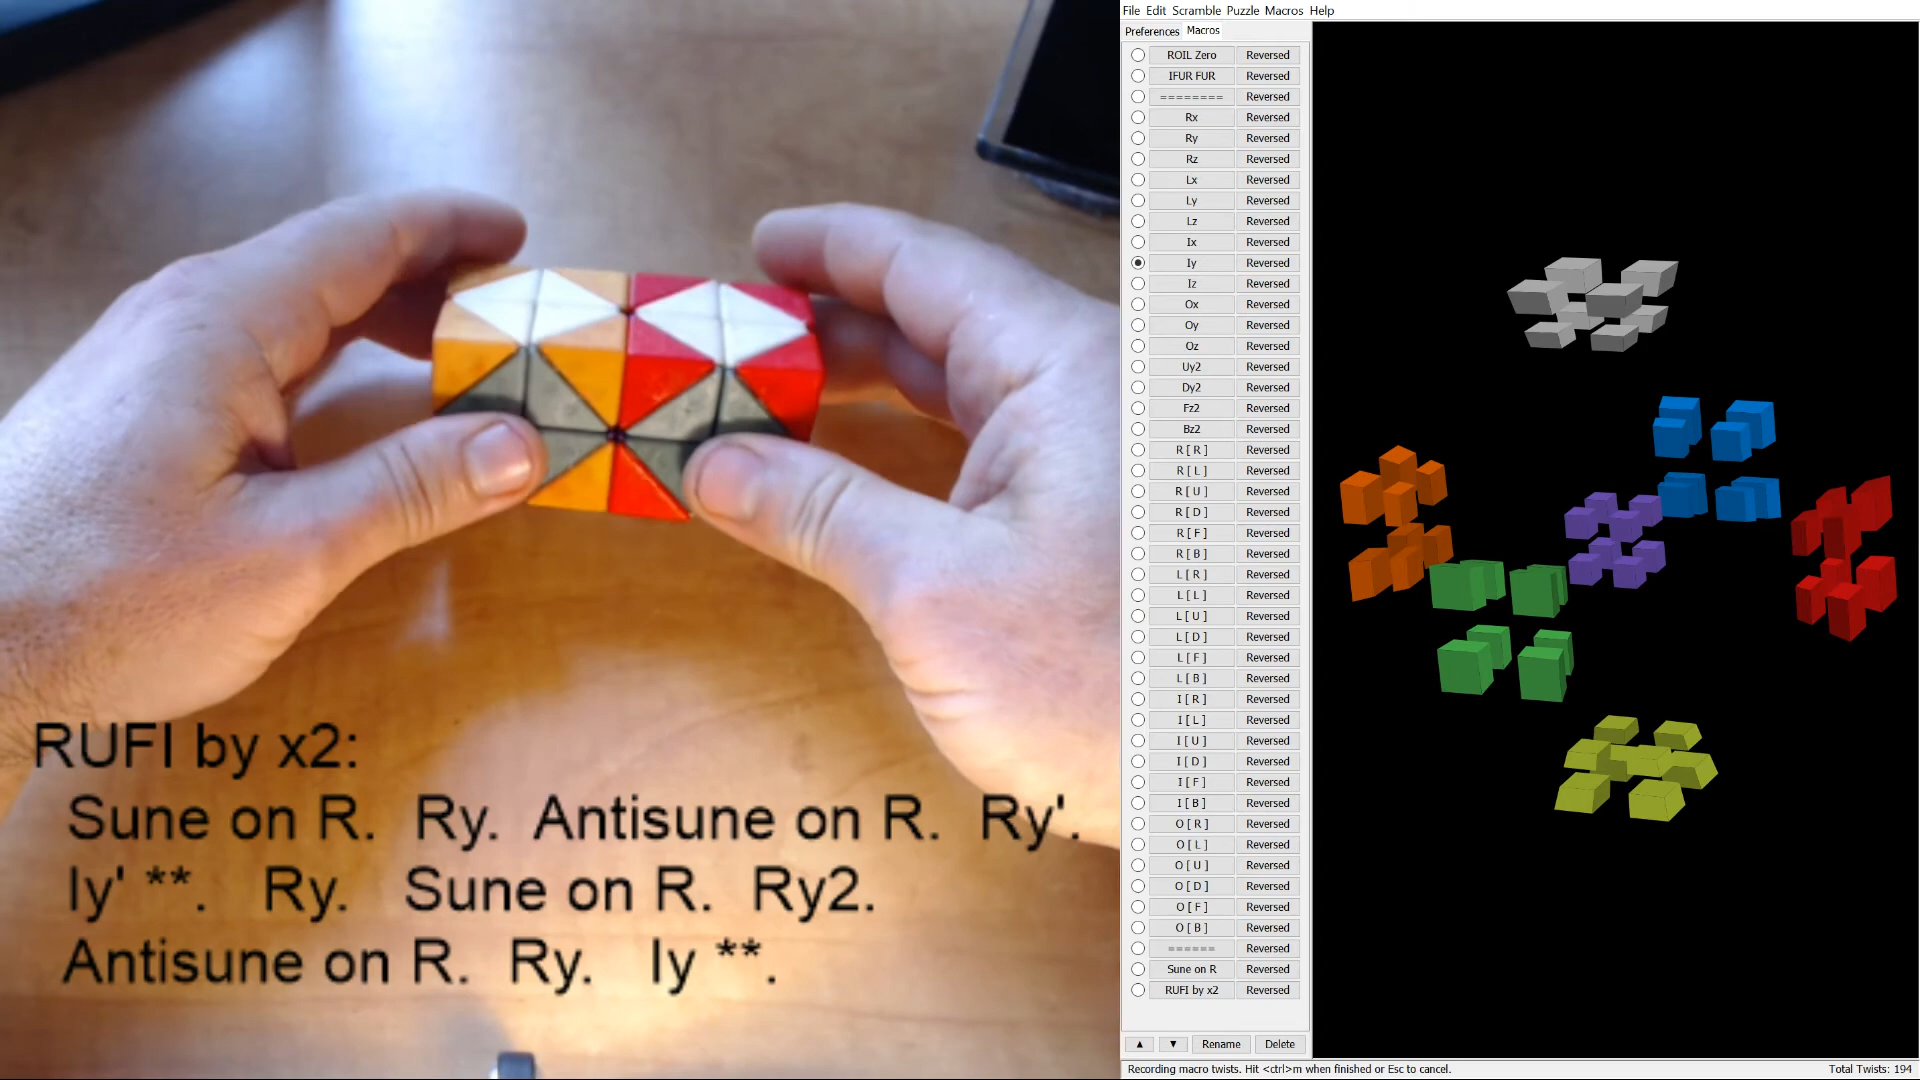 RUFI by x2:
Sune on R. Ry. Antisune on R. Ry'.
Iy' **. Ry. Sune on R. Ry2.
Antisune on R. Ry. Iy **.
File Edit Scramble Puzzle Macros Help
Preferences Macros
ROIL Zero Reversed
IFUR FUR Reversed
======== Reversed
Rx Reversed
Ry Reversed
Rz Reversed
Lx Reversed
Ly Reversed
Lz Reversed
Ix Reversed
Iy Reversed
Iz Reversed
Ox Reversed
Oy Reversed
Oz Reversed
Uy2 Reversed
Dy2 Reversed
Fz2 Reversed
Bz2 Reversed
R [ R ] Reversed
R [ L ] Reversed
R [ U ] Reversed
R [ D ] Reversed
R [ F ] Reversed
R [ B ] Reversed
L [ R ] Reversed
L [ L ] Reversed
L [ U ] Reversed
L [ D ] Reversed
L [ F ] Reversed
L [ B ] Reversed
I [ R ] Reversed
I [ L ] Reversed
I [ U ] Reversed
I [ D ] Reversed
I [ F ] Reversed
I [ B ] Reversed
O [ R ] Reversed
O [ L ] Reversed
O [ U ] Reversed
O [ D ] Reversed
O [ F ] Reversed
O [ B ] Reversed
====== Reversed
Sune on R Reversed
RUFI by x2 Reversed
▲ ▼ Rename Delete
Recording macro twists. Hit <ctrl>m when finished or Esc to cancel. Total Twists: 194